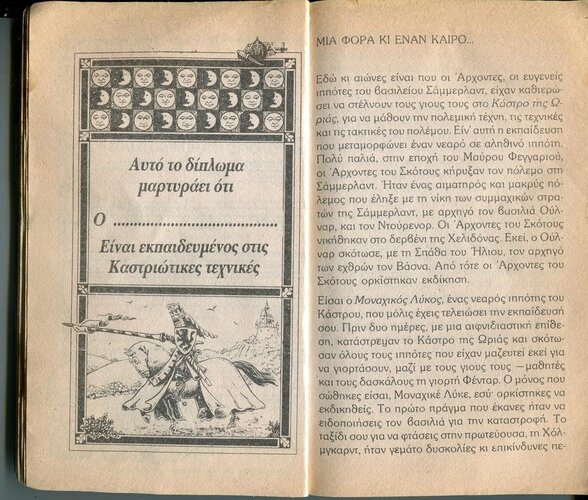 Αυτό το δίπλωμα
μαρτυράει ότι
Ο ........................................
Είναι εκπαιδευμένος στις
Καστριώτικες τεχνικές
ΜΙΑ ΦΟΡΑ ΚΙ ΕΝΑΝ ΚΑΙΡΟ...
Εδώ κι αιώνες είναι που οι Άρχοντες, οι ευγενείς
ιππότες του βασιλείου Σάμμερλαντ, είχαν καθιερώ-
σει να στέλνουν τους γιους τους στο Κάστρο της Ω-
ριάς, για να μάθουν την πολεμική τέχνη, τις τεχνικές
και τις τακτικές του πολέμου. Είν' αυτή η εκπαίδευση
που μεταμορφώνει έναν νεαρό σε αληθινό ιππότη.
Πολύ παλιά, στην εποχή του Μαύρου Φεγγαριού,
οι Άρχοντες του Σκότους κήρυξαν τον πόλεμο στη
Σάμμερλαντ. Ήταν ένας αιματηρός και μακρύς πό-
λεμος που έληξε με τη νίκη των συμμαχικών στρα-
τών της Σάμμερλαντ, με αρχηγό τον βασιλιά Ούλ-
ναρ, και τον Ντούρενορ. Οι Άρχοντες του Σκότους
νικήθηκαν στο δερβένι της Χελιδόνας. Εκεί, ο Ούλ-
ναρ σκότωσε, με τη Σπάθα του Ήλιου, τον αρχηγό
των εχθρών τον Βάσνα. Από τότε οι Άρχοντες του
Σκότους ορκίστηκαν εκδίκηση.
Είσαι ο Μοναχικός Λύκος, ένας νεαρός ιππότης του
Κάστρου, που μόλις έχεις τελειώσει την εκπαίδευσή
σου. Πριν δυο ημέρες, με μια αιφνιδιαστική επίθε-
ση, κατάστρεψαν το Κάστρο της Ωριάς και σκότω-
σαν όλους τους ιππότες που είχαν μαζευτεί εκεί για
να γιορτάσουν, μαζί με τους γιους τους —μαθητές
και τους δασκάλους τη γιορτή Φένταρ. Ο μόνος που
σώθηκες είσαι, Μοναχικέ Λύκε, εσύ· ορκίστηκες να
εκδικηθείς. Το πρώτο πράγμα που έκανες ήταν να
ειδοποιήσεις τον βασιλιά για την καταστροφή. Το
ταξίδι σου για να φτάσεις στην πρωτεύουσα, τη Χόλ-
μγκαρντ, ήταν γεμάτο δυσκολίες κι επικίνδυνες πε-